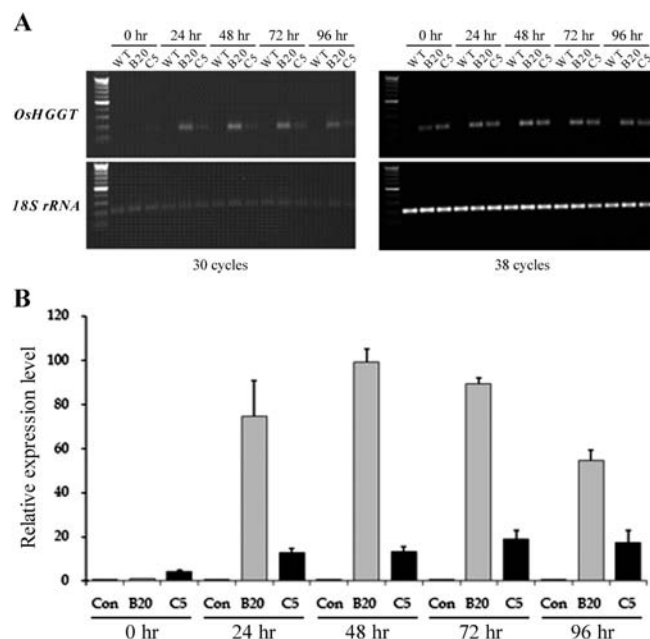 A
0 hr 24 hr 48 hr 72 hr 96 hr 0 hr 24 hr 48 hr 72 hr 96 hr
WT B20 C5 WT B20 C5 WT B20 C5 WT B20 C5 WT B20 C5 WT B20 C5 WT B20 C5 WT B20 C5 WT B20 C5 WT B20 C5
OsHGGT
18S rRNA
30 cycles 38 cycles
B
Relative expression level
120
100
80
60
40
20
0
Con B20 C5 Con B20 C5 Con B20 C5 Con B20 C5 Con B20 C5
0 hr 24 hr 48 hr 72 hr 96 hr